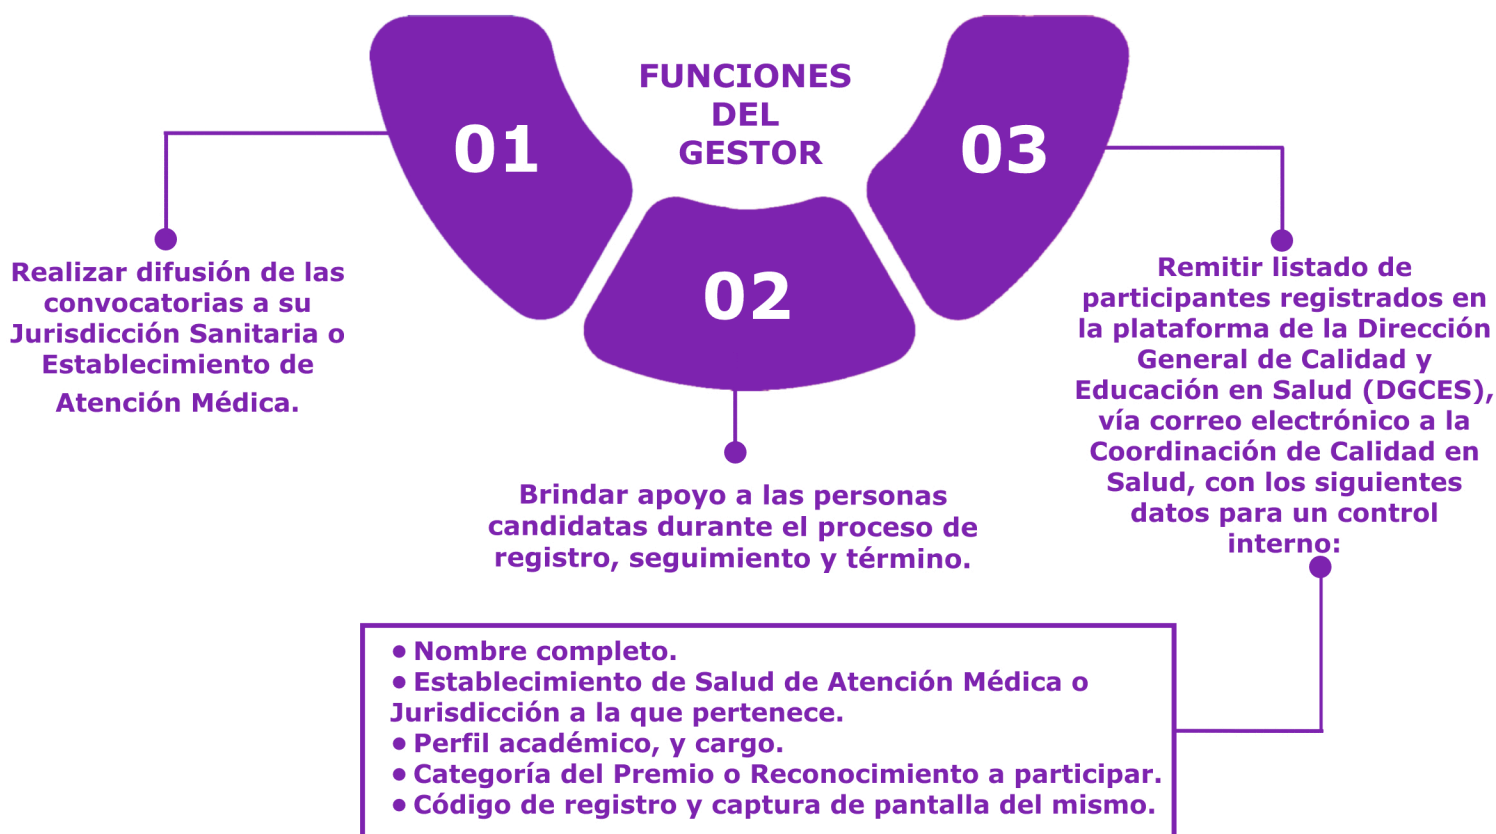 FUNCIONES
DEL
GESTOR
01
Realizar difusión de las
convocatorias a su
Jurisdicción Sanitaria o
Establecimiento de
Atención Médica.
02
Brindar apoyo a las personas
candidatas durante el proceso de
registro, seguimiento y término.
03
Remitir listado de
participantes registrados en
la plataforma de la Dirección
General de Calidad y
Educación en Salud (DGCES),
vía correo electrónico a la
Coordinación de Calidad en
Salud, con los siguientes
datos para un control
interno:
• Nombre completo.
• Establecimiento de Salud de Atención Médica o
Jurisdicción a la que pertenece.
• Perfil académico, y cargo.
• Categoría del Premio o Reconocimiento a participar.
• Código de registro y captura de pantalla del mismo.